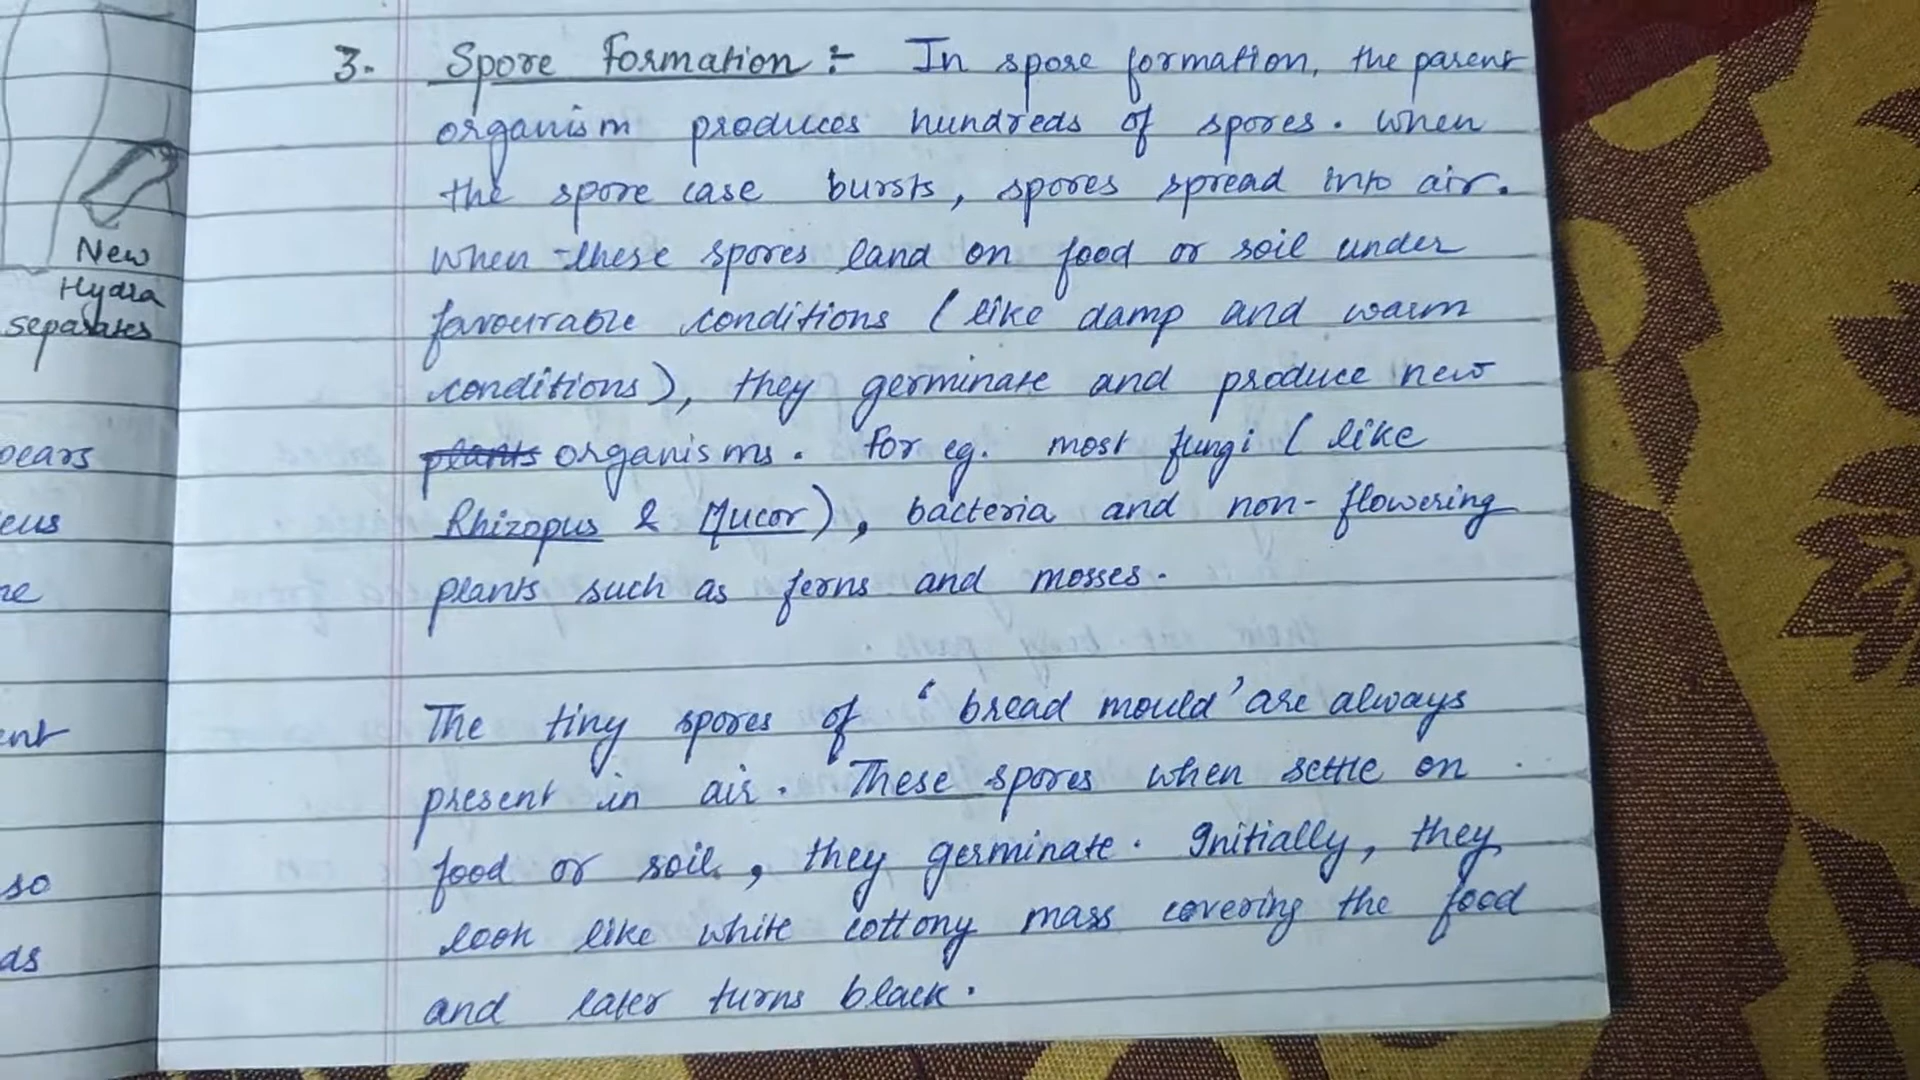 New
Hydra
separates
pears
eus
ne
ent
so
ds
3. Spore Formation :- In spore formation, the parent
organism produces hundreds of spores. When
the spore case bursts, spores spread into air.
When these spores land on food or soil under
favourable conditions (like damp and warm
conditions), they germinate and produce new
plants organisms. For eg. most fungi (like
Rhizopus & Mucor), bacteria and non-flowering
plants such as ferns and mosses.
The tiny spores of 'bread mould' are always
present in air. These spores when settle on
food or soil, they germinate. Initially, they
look like white cottony mass covering the food
and later turns black.